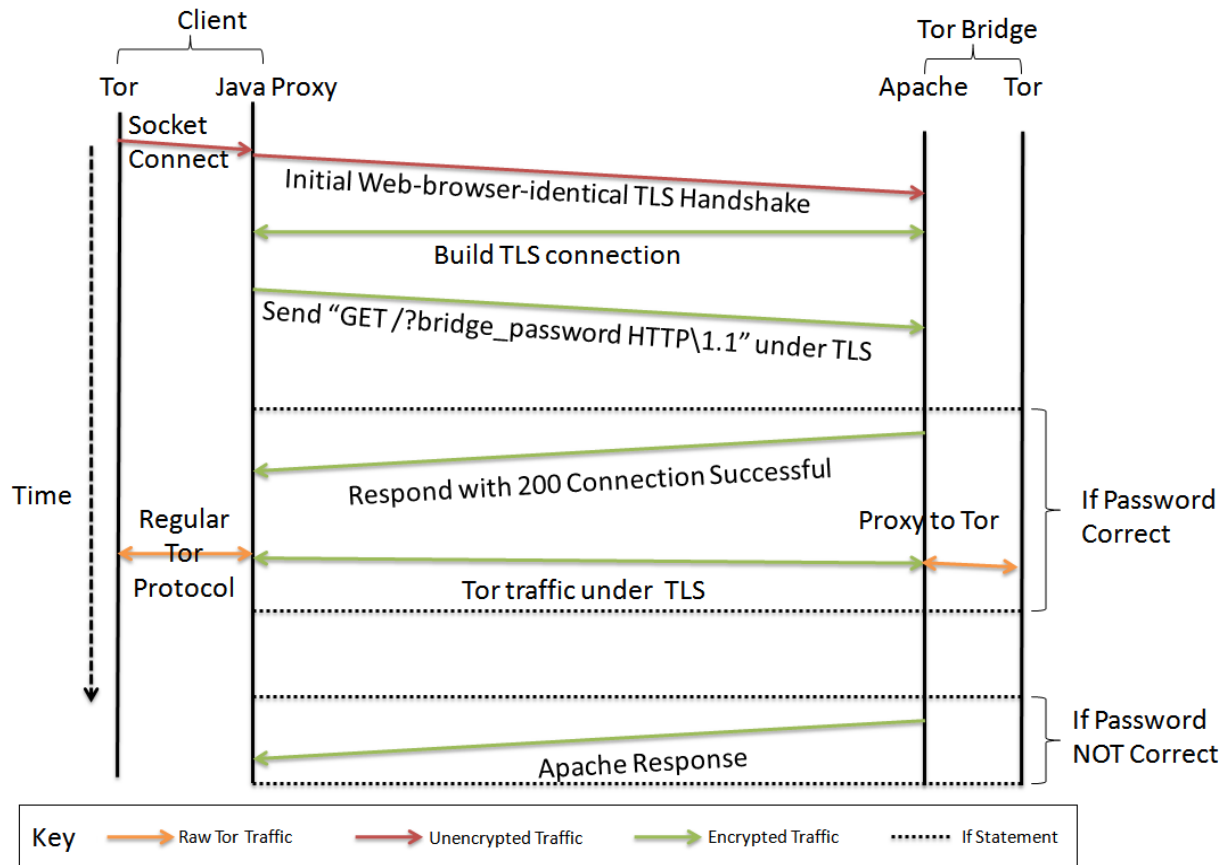 Client
Tor Bridge
Tor
Java Proxy
Apache
Tor
Socket
Connect
Initial Web-browser-identical TLS Handshake
Build TLS connection
Send “GET /?bridge_password HTTP\1.1” under TLS
Respond with 200 Connection Successful
Time
If Password
Correct
Regular
Tor
Protocol
Proxy to Tor
Tor traffic under TLS
If Password
NOT Correct
Apache Response
Key
Raw Tor Traffic
Unencrypted Traffic
Encrypted Traffic
If Statement